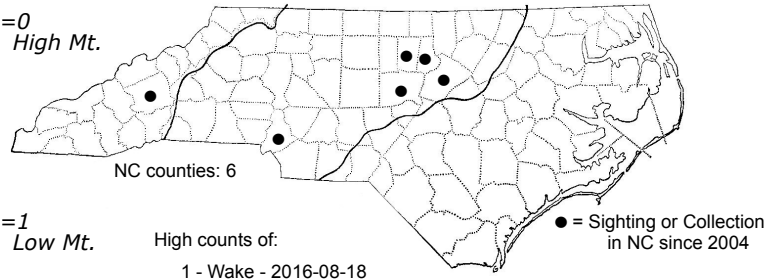 =0
High Mt.
NC counties: 6
=1
Low Mt.
High counts of:
1 - Wake - 2016-08-18
● = Sighting or Collection
in NC since 2004